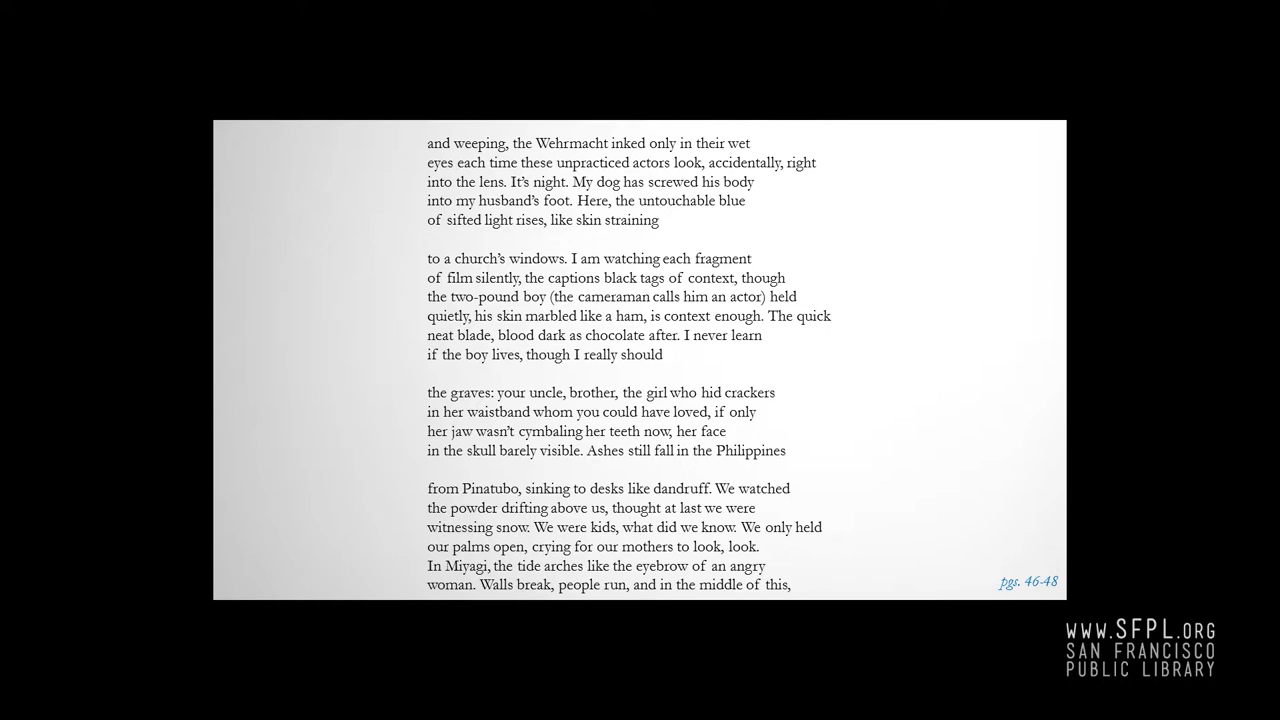 and weeping, the Wehrmacht inked only in their wet
eyes each time these unpracticed actors look, accidentally, right
into the lens. It's night. My dog has screwed his body
into my husband's foot. Here, the untouchable blue
of sifted light rises, like skin straining
to a church's windows. I am watching each fragment
of film silently, the captions black tags of context, though
the two-pound boy (the cameraman calls him an actor) held
quietly, his skin marbled like a ham, is context enough. The quick
neat blade, blood dark as chocolate after. I never learn
if the boy lives, though I really should
the graves: your uncle, brother, the girl who hid crackers
in her waistband whom you could have loved, if only
her jaw wasn't cymbaling her teeth now, her face
in the skull barely visible. Ashes still fall in the Philippines
from Pinatubo, sinking to desks like dandruff. We watched
the powder drifting above us, thought at last we were
witnessing snow. We were kids, what did we know. We only held
our palms open, crying for our mothers to look, look.
In Miyagi, the tide arches like the eyebrow of an angry
woman. Walls break, people run, and in the middle of this,
pgs. 46-48
WWW.SFPL.ORG
SAN FRANCISCO
PUBLIC LIBRARY